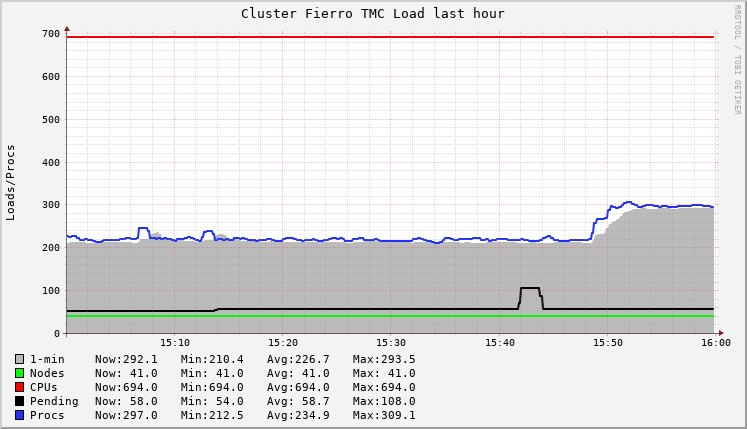 Cluster Fierro TMC Load last hour
RRDTOOL / TOBI OETIKER
Loads/Procs
700
600
500
400
300
200
100
0
15:10 15:20 15:30 15:40 15:50 16:00
1-min Now:292.1 Min:210.4 Avg:226.7 Max:293.5
Nodes Now: 41.0 Min: 41.0 Avg: 41.0 Max: 41.0
CPUs Now:694.0 Min:694.0 Avg:694.0 Max:694.0
Pending Now: 58.0 Min: 54.0 Avg: 58.7 Max:108.0
Procs Now:297.0 Min:212.5 Avg:234.9 Max:309.1